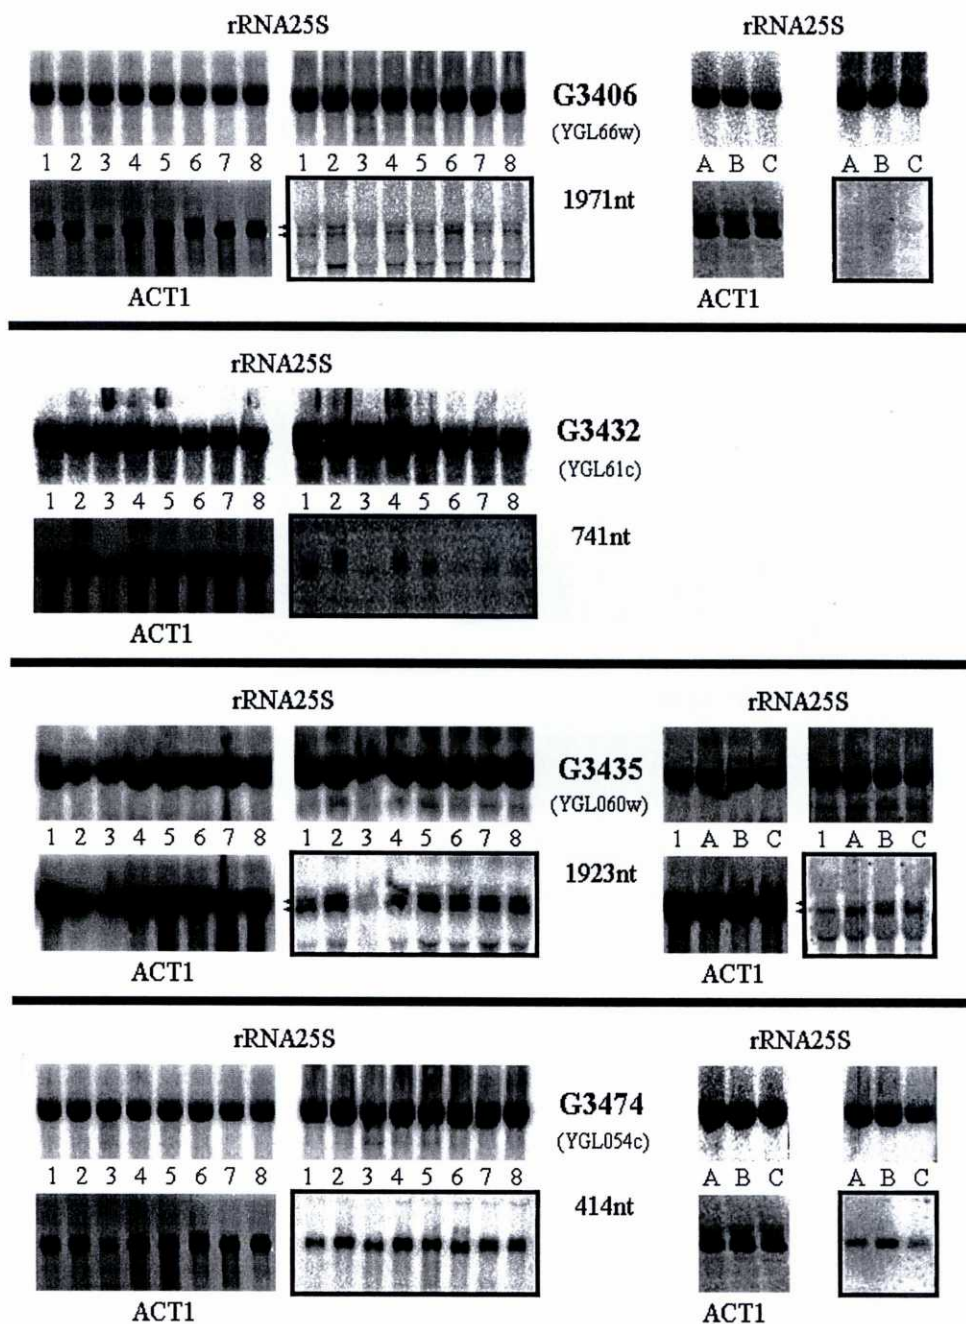 rRNA25S rRNA25S
G3406
(YGL66w)
1 2 3 4 5 6 7 8 1 2 3 4 5 6 7 8 A B C A B C
1971nt
ACT1 ACT1
rRNA25S
G3432
(YGL61c)
1 2 3 4 5 6 7 8 1 2 3 4 5 6 7 8
741nt
ACT1
rRNA25S rRNA25S
G3435
(YGL060w)
1 2 3 4 5 6 7 8 1 2 3 4 5 6 7 8 1 A B C 1 A B C
1923nt
ACT1 ACT1
rRNA25S rRNA25S
G3474
(YGL054c)
1 2 3 4 5 6 7 8 1 2 3 4 5 6 7 8 A B C A B C
414nt
ACT1 ACT1